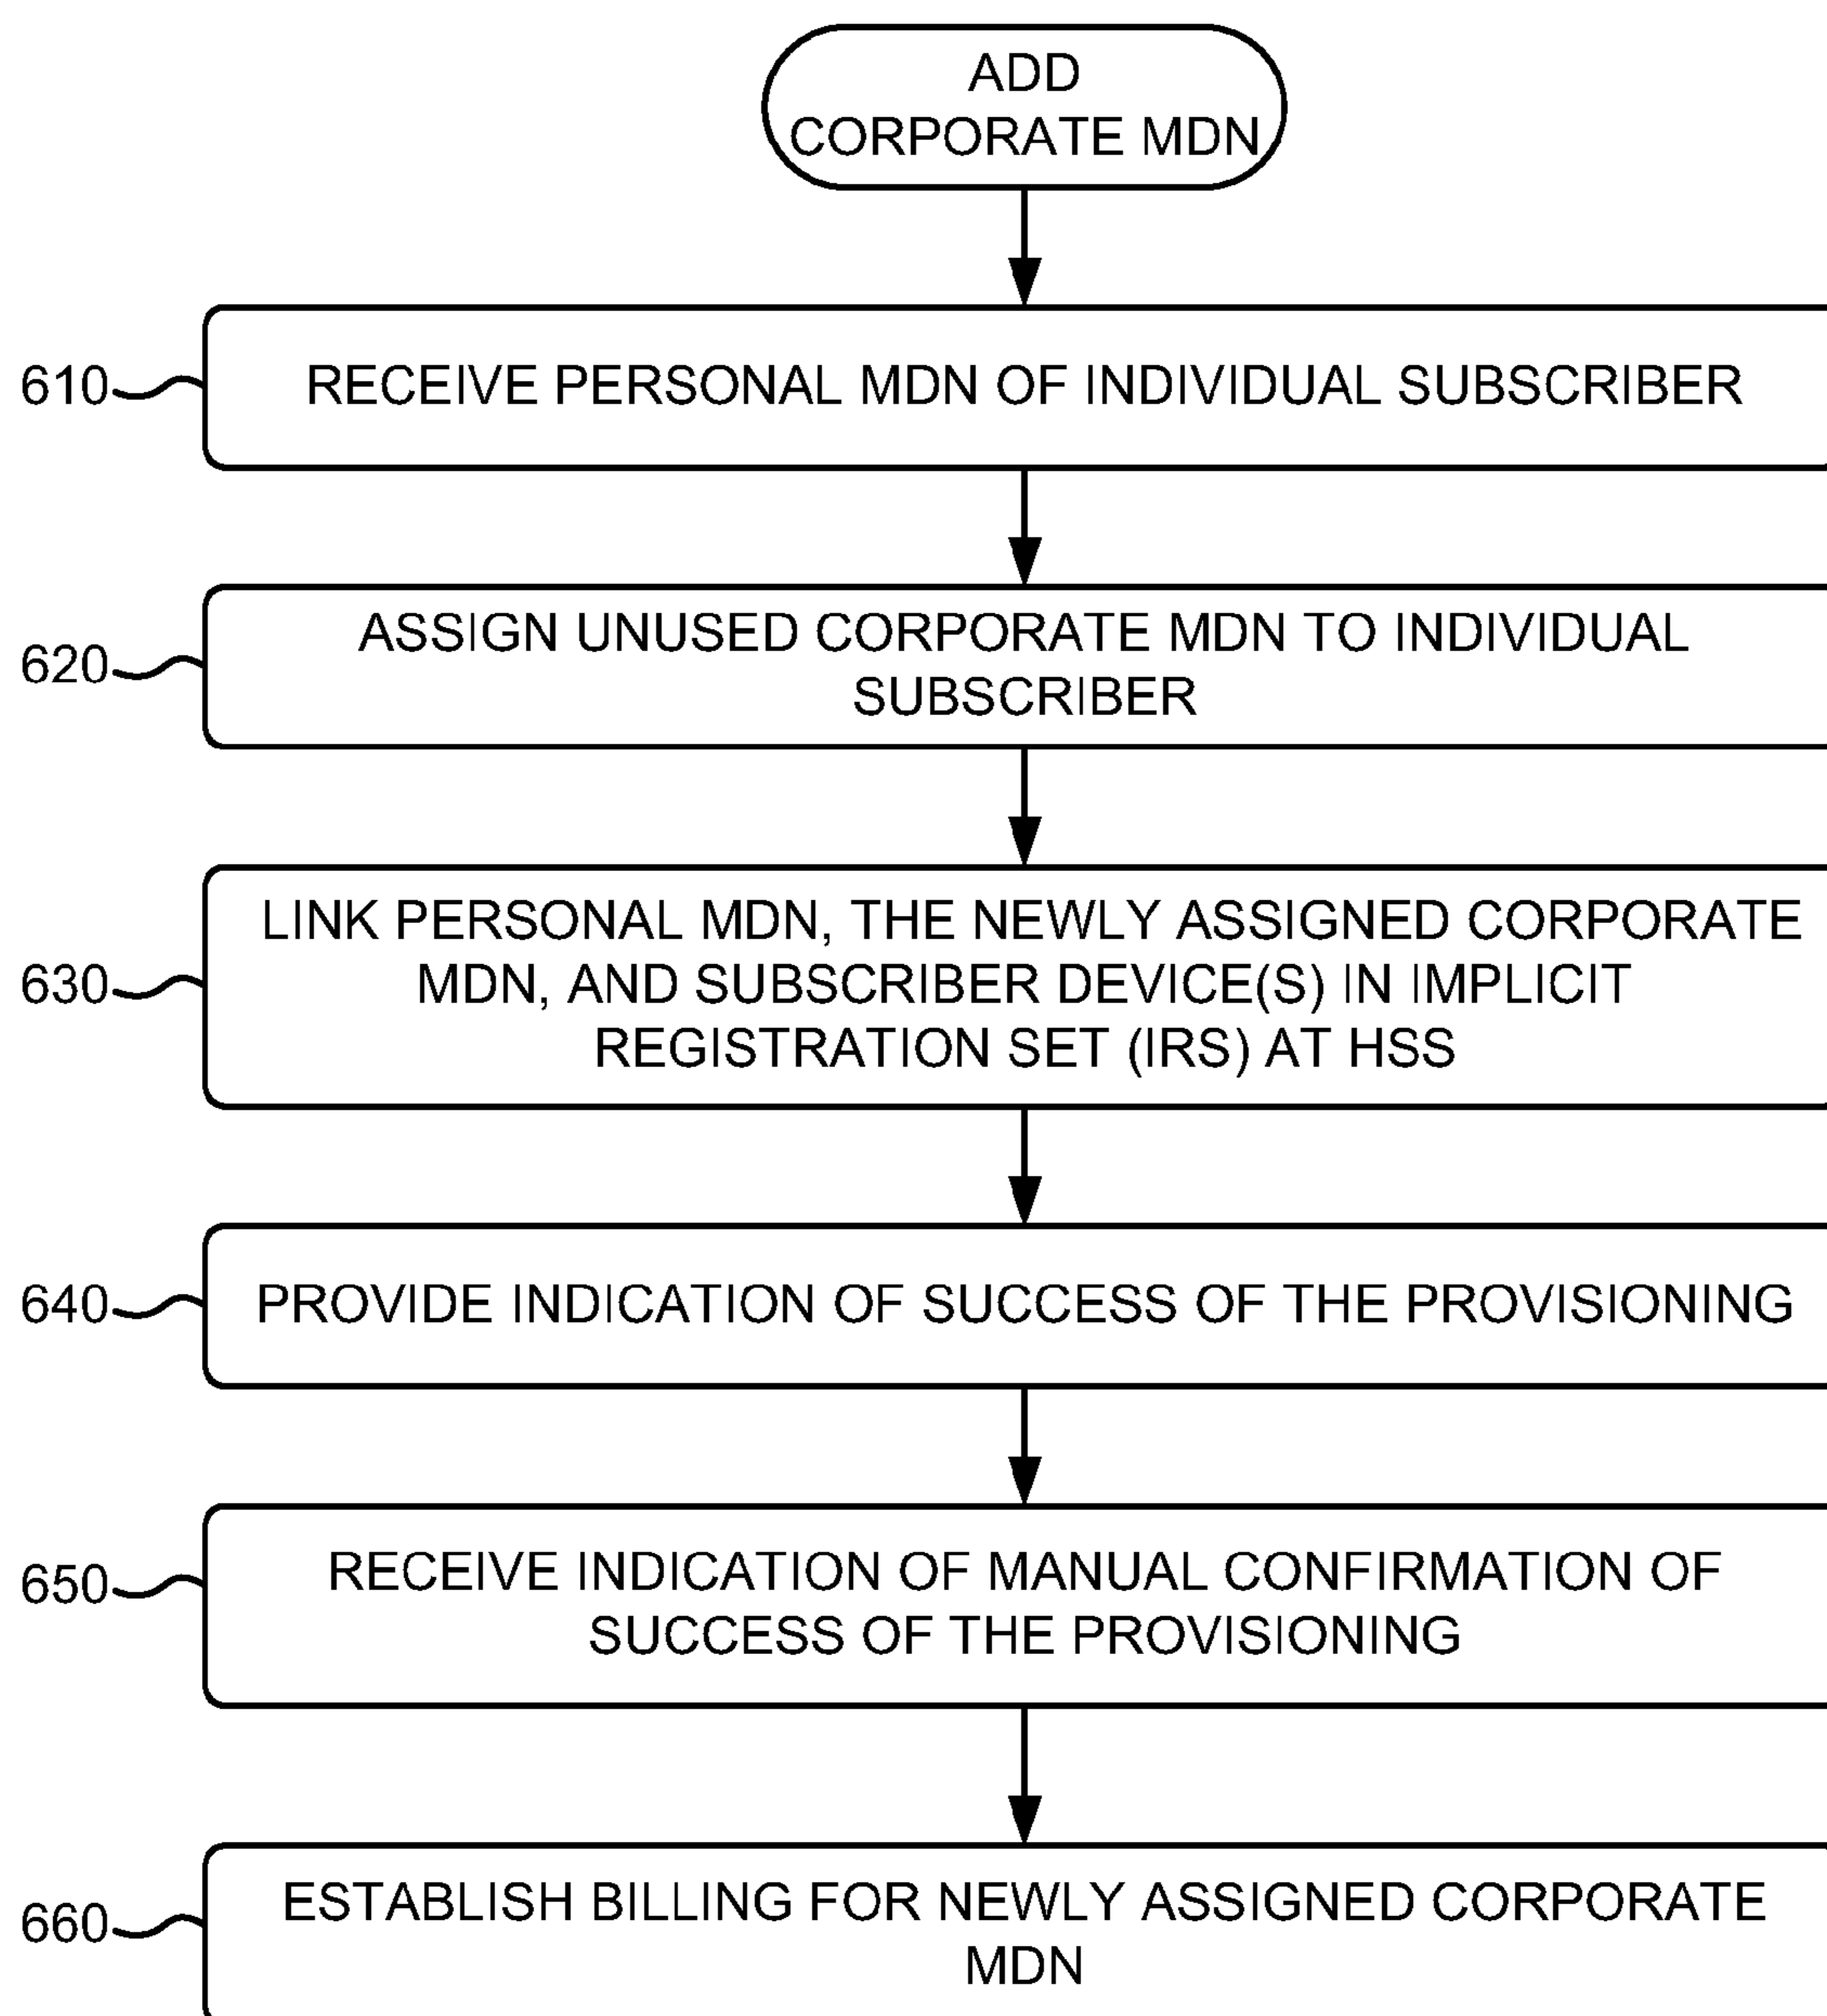 ADD
CORPORATE MDN
610
RECEIVE PERSONAL MDN OF INDIVIDUAL SUBSCRIBER
620
ASSIGN UNUSED CORPORATE MDN TO INDIVIDUAL
SUBSCRIBER
630
LINK PERSONAL MDN, THE NEWLY ASSIGNED CORPORATE
MDN, AND SUBSCRIBER DEVICE(S) IN IMPLICIT
REGISTRATION SET (IRS) AT HSS
640
PROVIDE INDICATION OF SUCCESS OF THE PROVISIONING
650
RECEIVE INDICATION OF MANUAL CONFIRMATION OF
SUCCESS OF THE PROVISIONING
660
ESTABLISH BILLING FOR NEWLY ASSIGNED CORPORATE
MDN